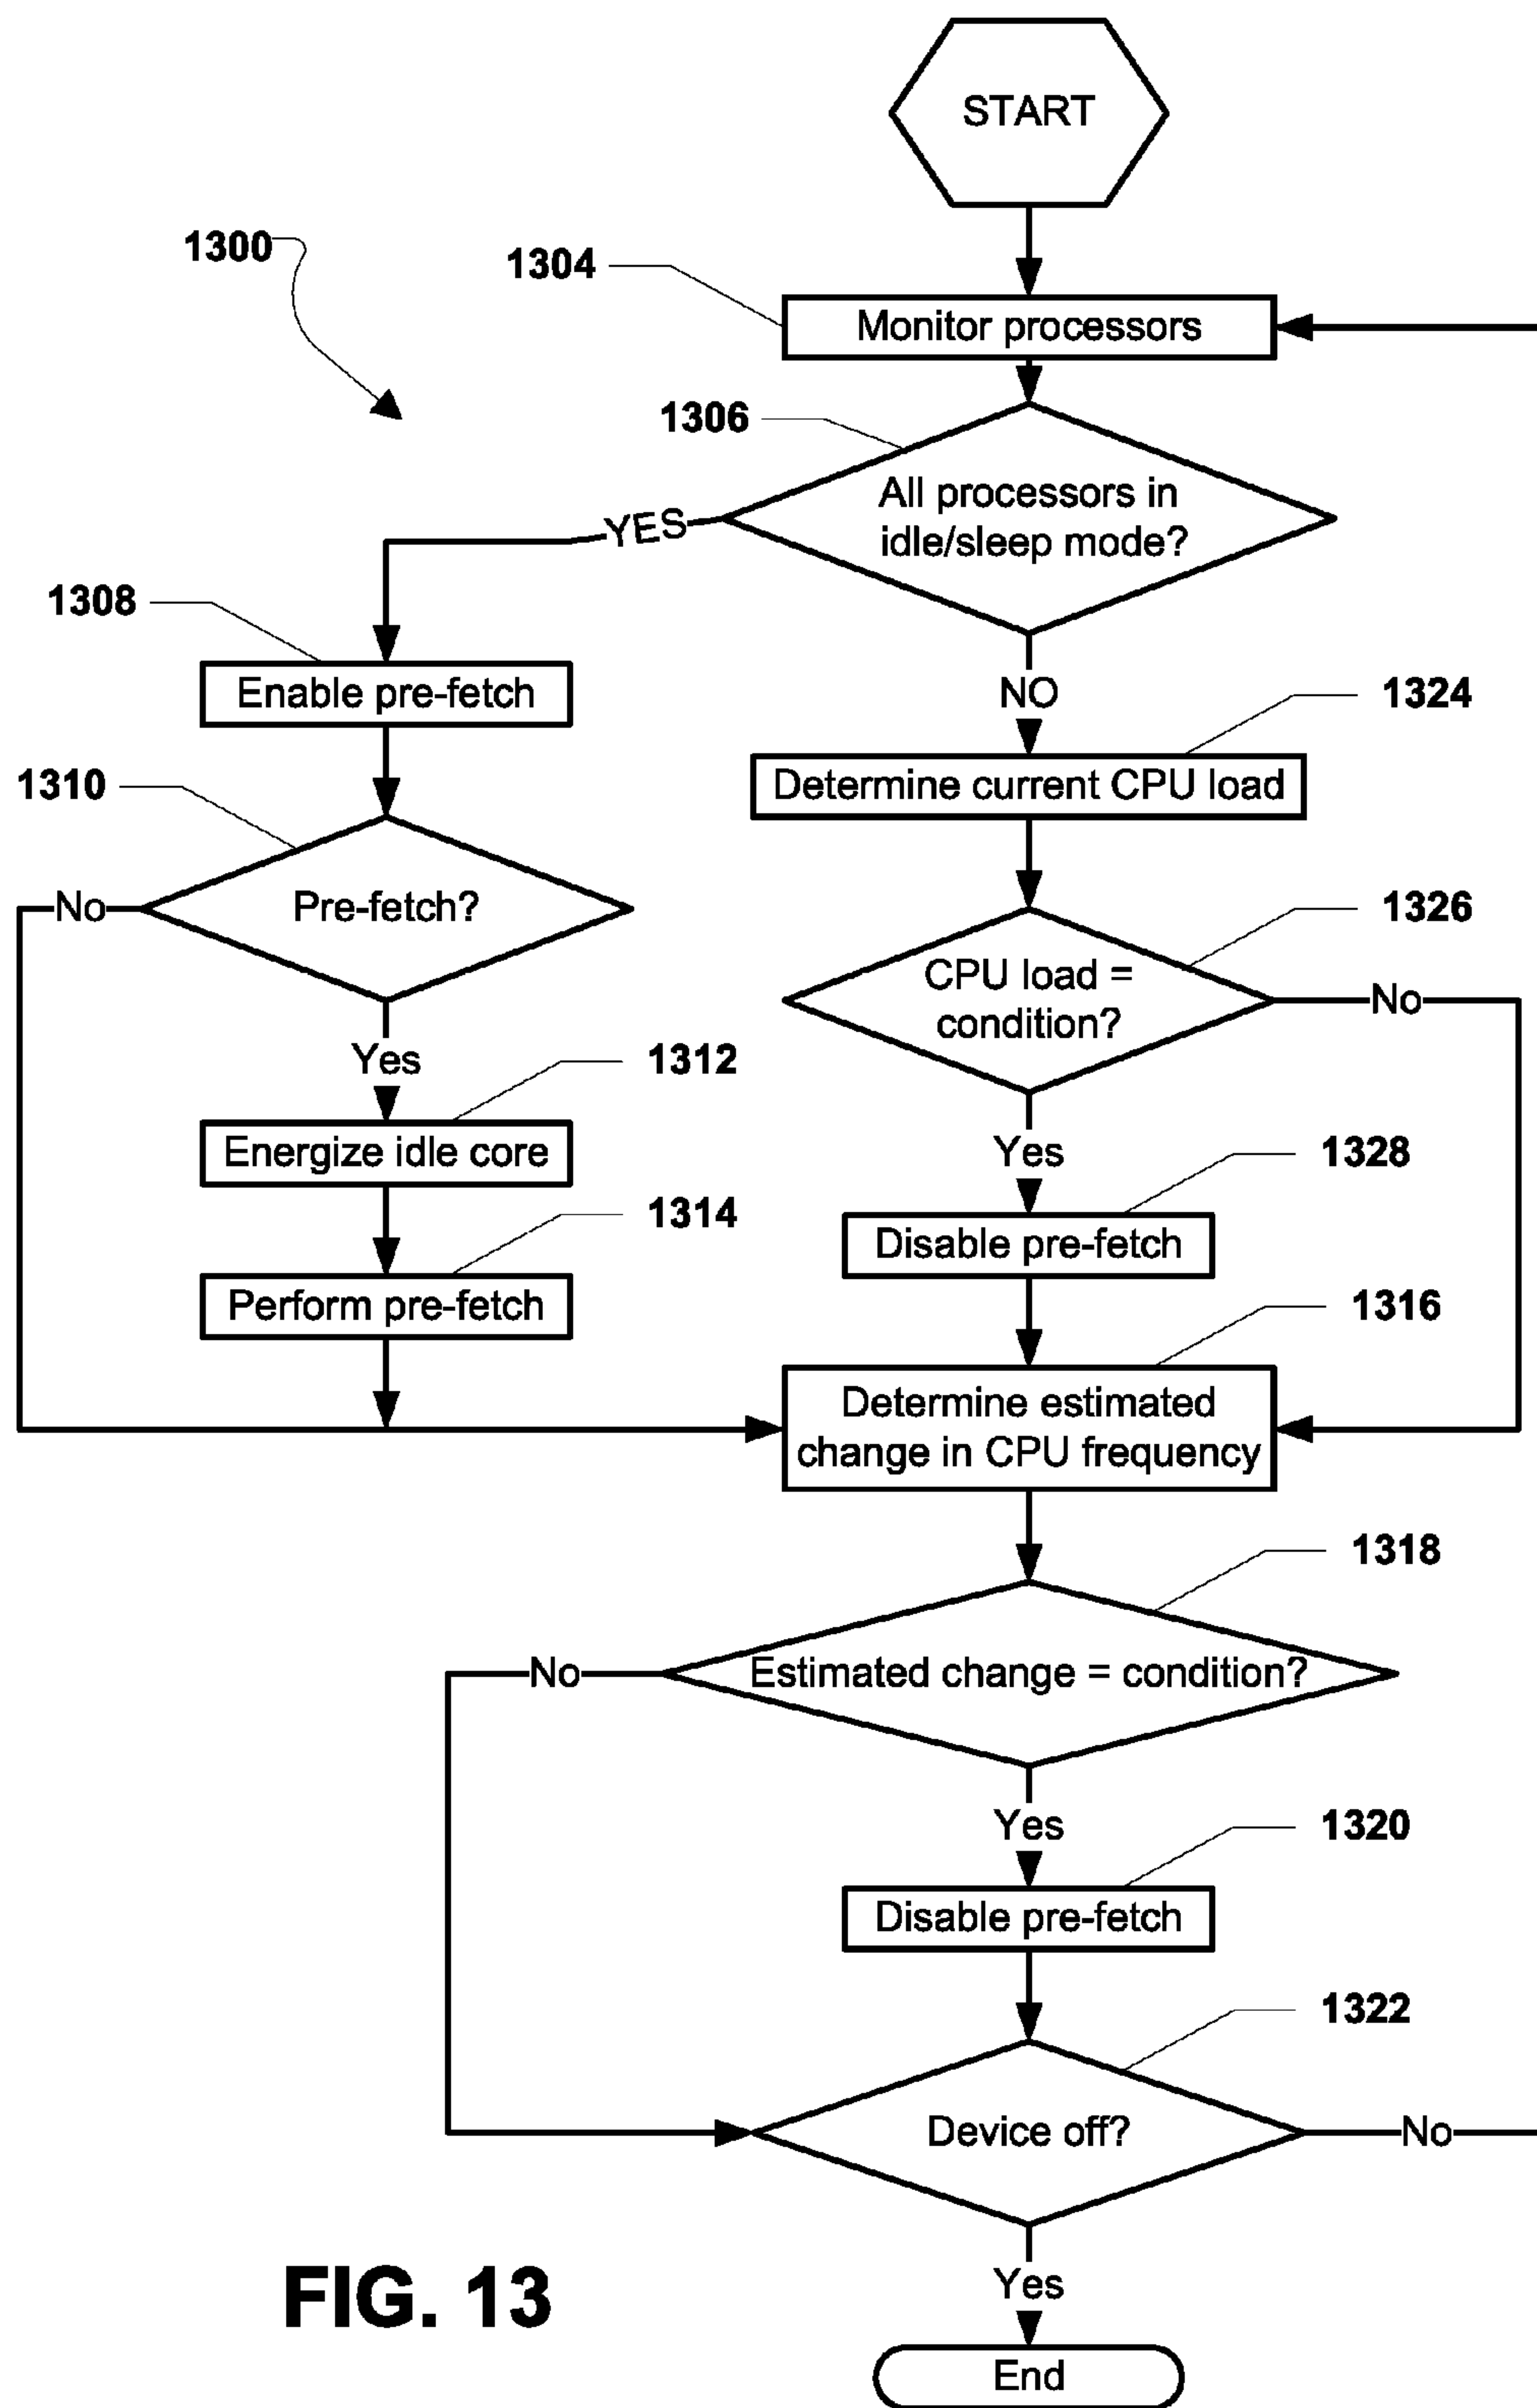 START
1300
1304
Monitor processors
1306
All processors in
idle/sleep mode?
YES
NO
1308
Enable pre-fetch
1324
Determine current CPU load
1310
Pre-fetch?
No
Yes
1326
CPU load =
condition?
No
Yes
1312
Energize idle core
1314
Perform pre-fetch
1328
Disable pre-fetch
1316
Determine estimated
change in CPU frequency
1318
Estimated change = condition?
No
Yes
1320
Disable pre-fetch
1322
Device off?
No
Yes
End
FIG. 13